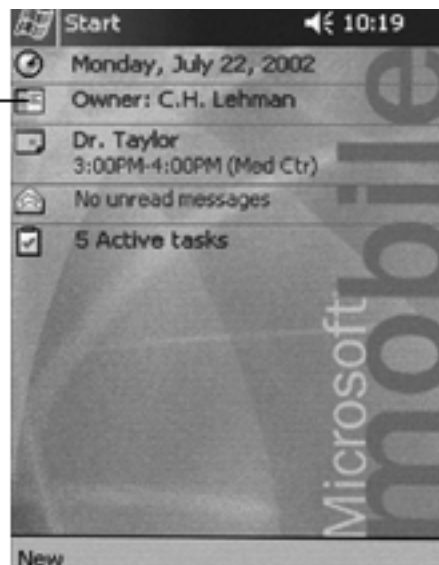 Start 10:19
Monday, July 22, 2002
Owner: C.H. Lehman
Dr. Taylor
3:00PM-4:00PM (Med Ctr)
No unread messages
5 Active tasks
Microsoft
mobile
New